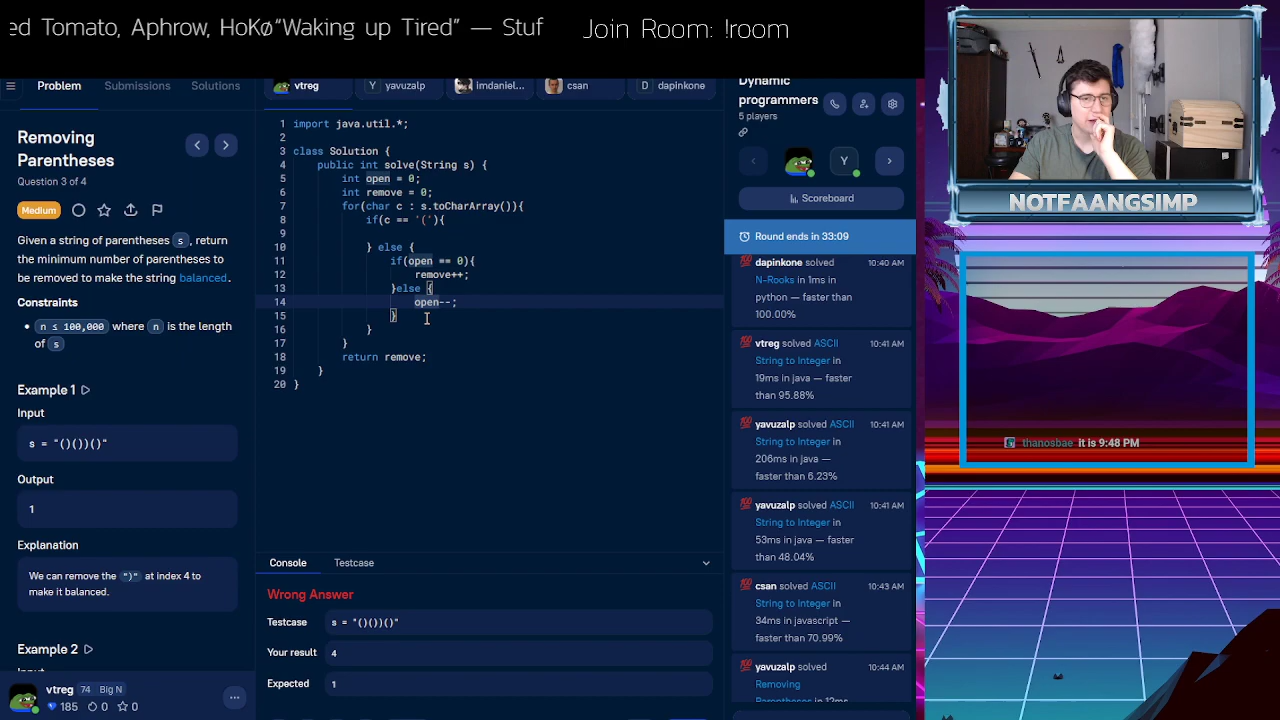 ed Tomato, Aphrow, HoKø "Waking up Tired" — Stuf
Join Room: !room
Problem
Submissions
Solutions
Removing
Parentheses
Question 3 of 4
Medium
Given a string of parentheses s, return
the minimum number of parentheses
to be removed to make the string balanced.
Constraints
n ≤ 100,000 where n is the length
of s
Example 1
Input
s = "()())()"
Output
1
Explanation
We can remove the ")" at index 4 to
make it balanced.
Example 2
vtreg 74 Big N
185 0 0
vtreg
Y yavuzalp
imdaniel...
csan
D dapinkone
1 import java.util.*;
2
3 class Solution {
4 public int solve(String s) {
5 int open = 0;
6 int remove = 0;
7 for(char c : s.toCharArray()){
8 if(c == '('){
9
10 } else {
11 if(open == 0){
12 remove++;
13 }else {
14 open--;
15 }
16 }
17 }
18 return remove;
19 }
20 }
Console
Testcase
Wrong Answer
Testcase
s = "()())()"
Your result
4
Expected
1
Dynamic
programmers
5 players
Y
Scoreboard
Round ends in 33:09
dapinkone solved 10:40 AM
N-Rooks in 1ms in
python — faster than
100.00%
vtreg solved ASCII 10:41 AM
String to Integer in
19ms in java — faster
than 95.88%
yavuzalp solved ASCII 10:41 AM
String to Integer in
206ms in java —
faster than 6.23%
yavuzalp solved ASCII 10:41 AM
String to Integer in
53ms in java — faster
than 48.04%
csan solved ASCII 10:43 AM
String to Integer in
34ms in javascript —
faster than 70.99%
yavuzalp solved 10:44 AM
Removing
Parentheses in 12ms
NOTFAANGSIMP
thanosbae it is 9:48 PM